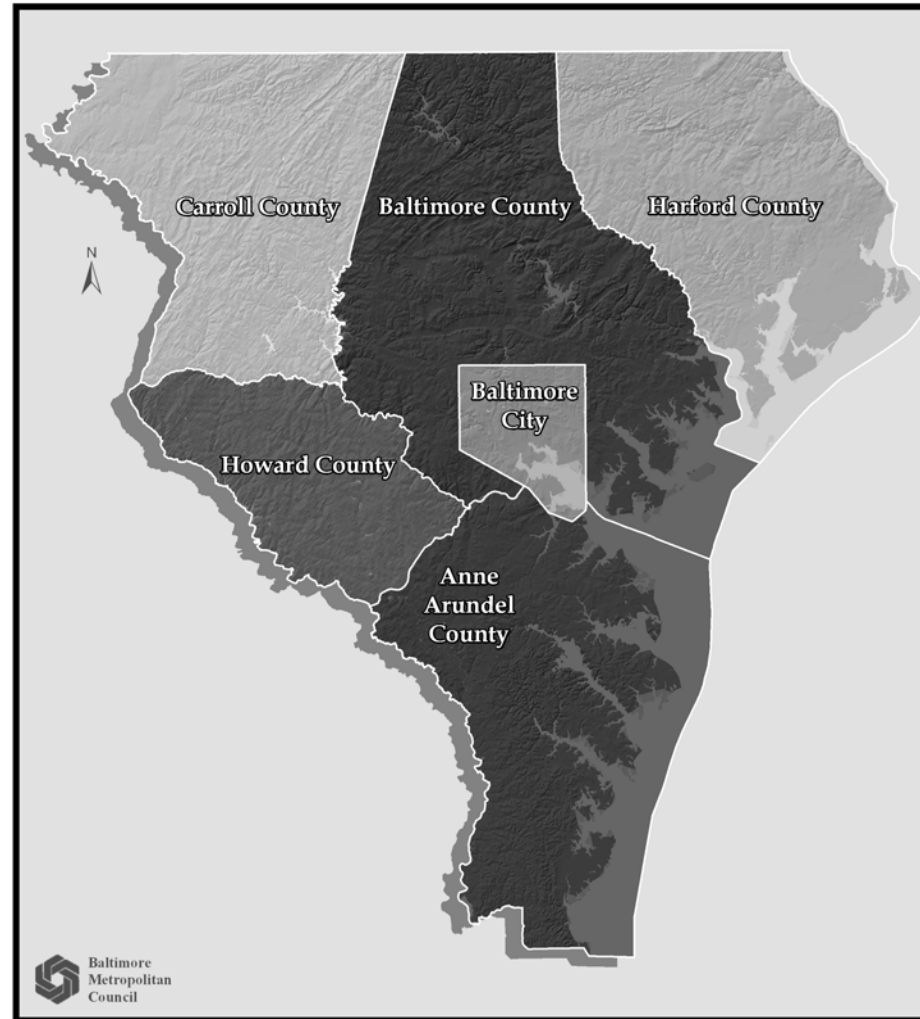 Carroll County
Baltimore County
Harford County
N
Baltimore
City
Howard County
Anne
Arundel
County
Baltimore
Metropolitan
Council